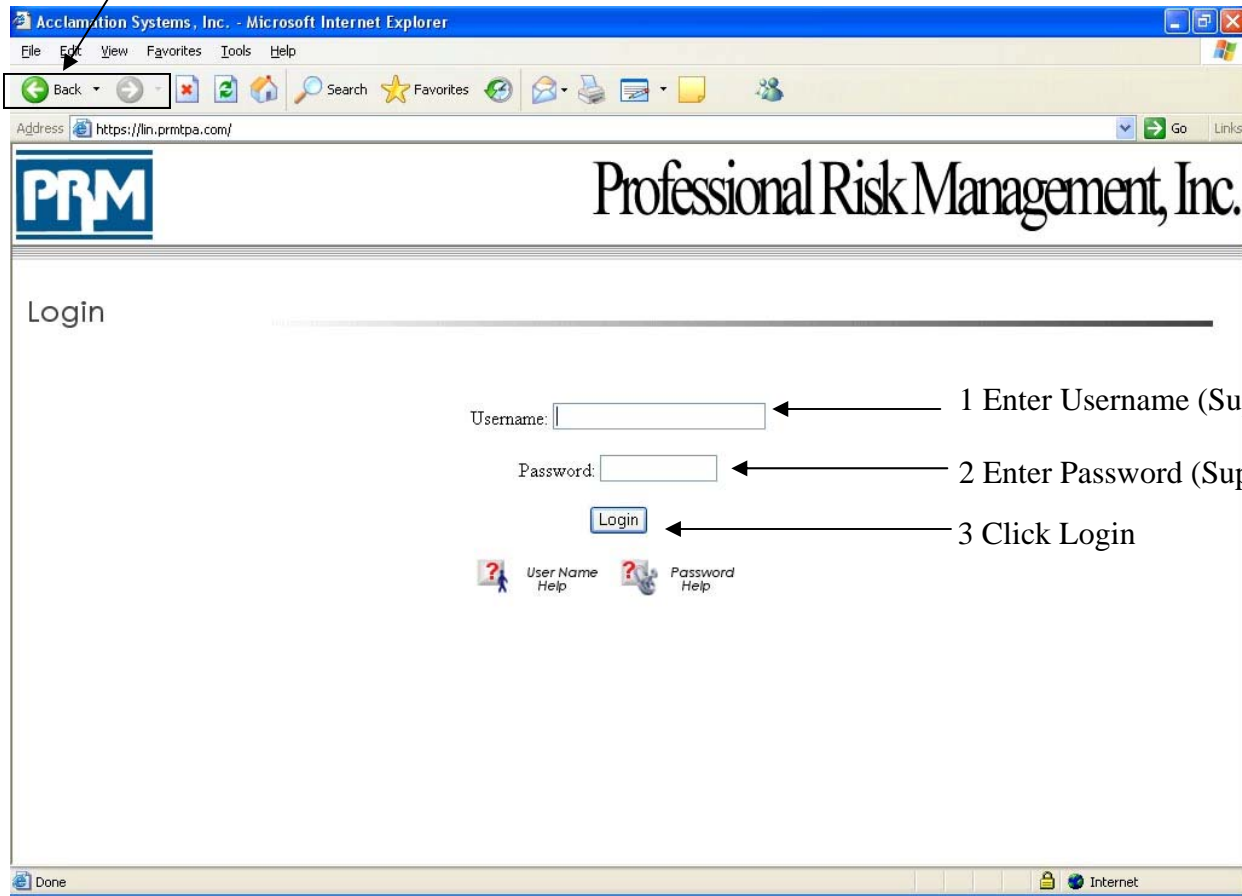 Acclamation Systems, Inc. - Microsoft Internet Explorer
File Edit View Favorites Tools Help
Back Search Favorites
Address https://lin.prmtpa.com/ Go Links
PRM Professional Risk Management, Inc.
Login
Username: 1 Enter Username (Su
Password: 2 Enter Password (Sup
Login 3 Click Login
User Name Help Password Help
Done Internet